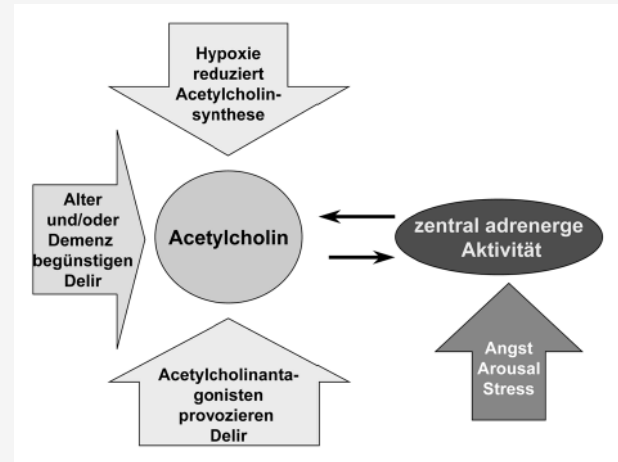 Hypoxie
reduziert
Acetylcholin-
synthese
Alter
und/oder
Demenz
begünstigen
Delir
Acetylcholin
zentral adrenerge
Aktivität
Acetylcholinanta-
gonisten
provozieren
Delir
Angst
Arousal
Stress